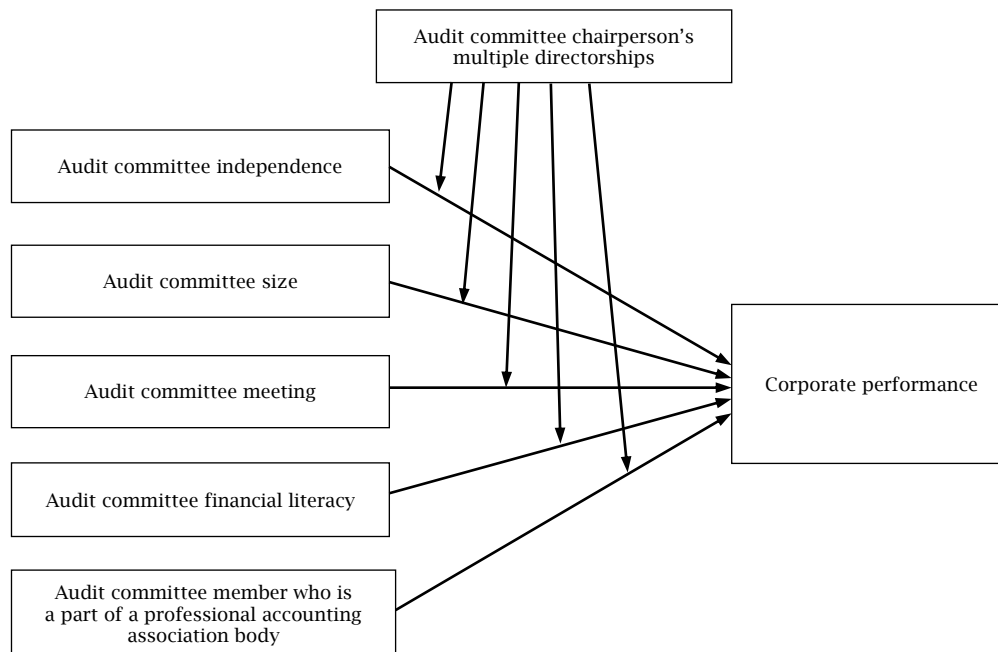 Audit committee chairperson’s
multiple directorships
Audit committee independence
Audit committee size
Audit committee meeting
Corporate performance
Audit committee financial literacy
Audit committee member who is
a part of a professional accounting
association body